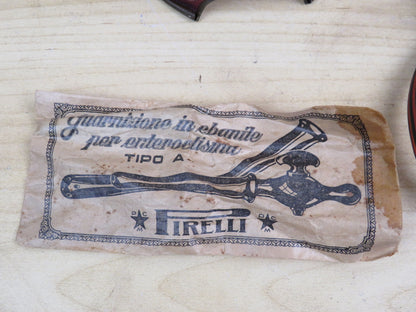 guarnizione in ebanite
per enteroclisma
TIPO A
PIRELLI